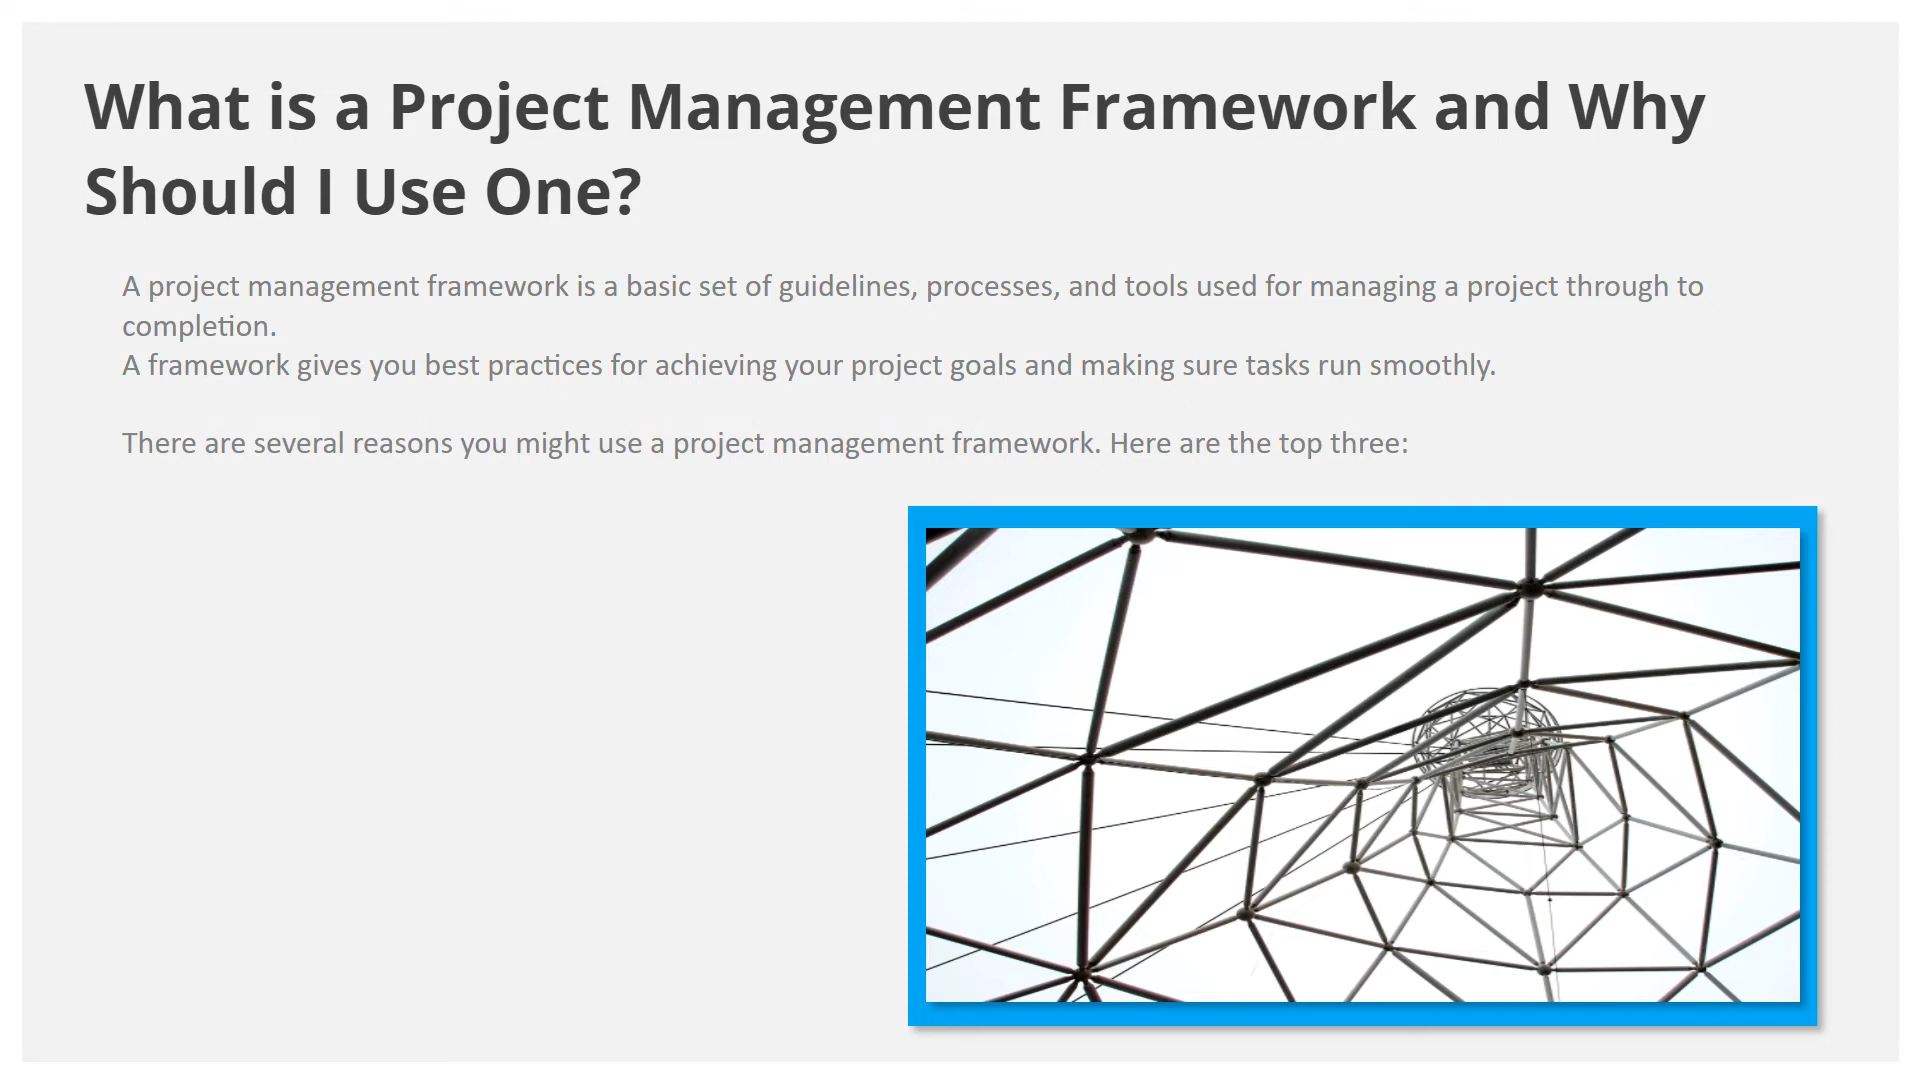 What is a Project Management Framework and Why
Should I Use One?
A project management framework is a basic set of guidelines, processes, and tools used for managing a project through to
completion.
A framework gives you best practices for achieving your project goals and making sure tasks run smoothly.
There are several reasons you might use a project management framework. Here are the top three: